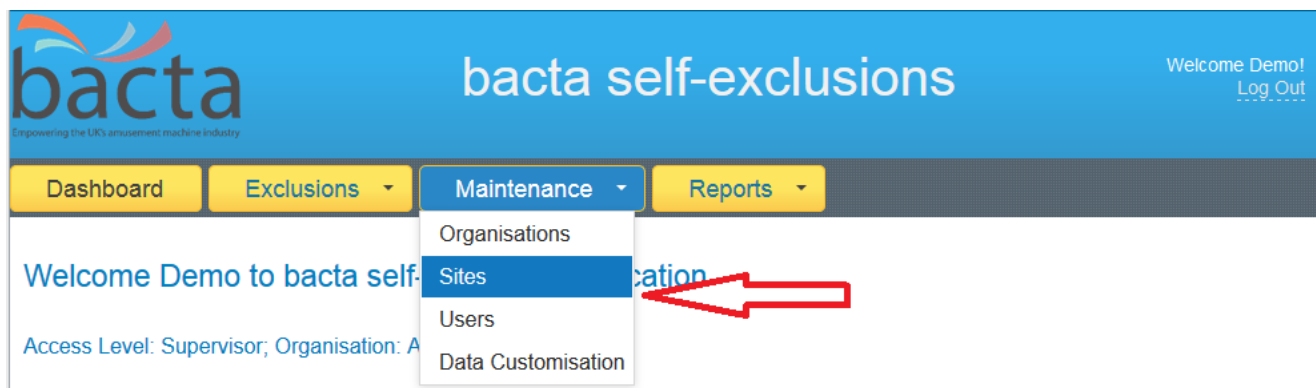 bacta
Empowering the UK's amusement machine industry
bacta self-exclusions
Welcome Demo!
Log Out
Dashboard
Exclusions
Maintenance
Reports
Organisations
Sites
Users
Data Customisation
Welcome Demo to bacta self- cation
Access Level: Supervisor; Organisation: A